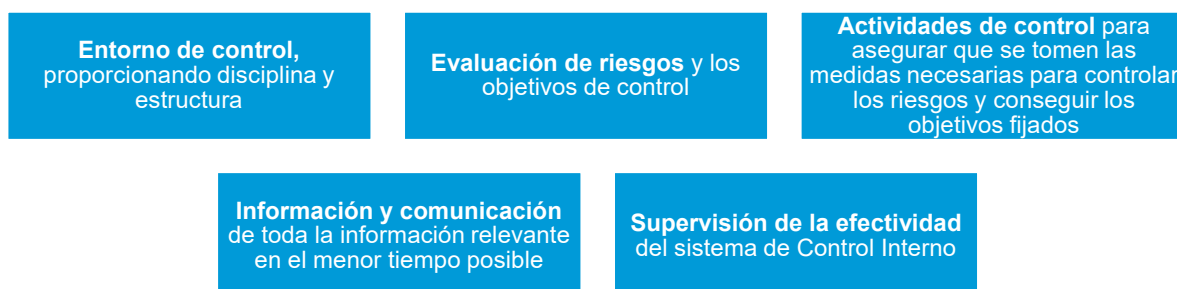 Entorno de control,
proporcionando disciplina y
estructura
Evaluación de riesgos y los
objetivos de control
Actividades de control para
asegurar que se tomen las
medidas necesarias para controlar
los riesgos y conseguir los
objetivos fijados
Información y comunicación
de toda la información relevante
en el menor tiempo posible
Supervisión de la efectividad
del sistema de Control Interno